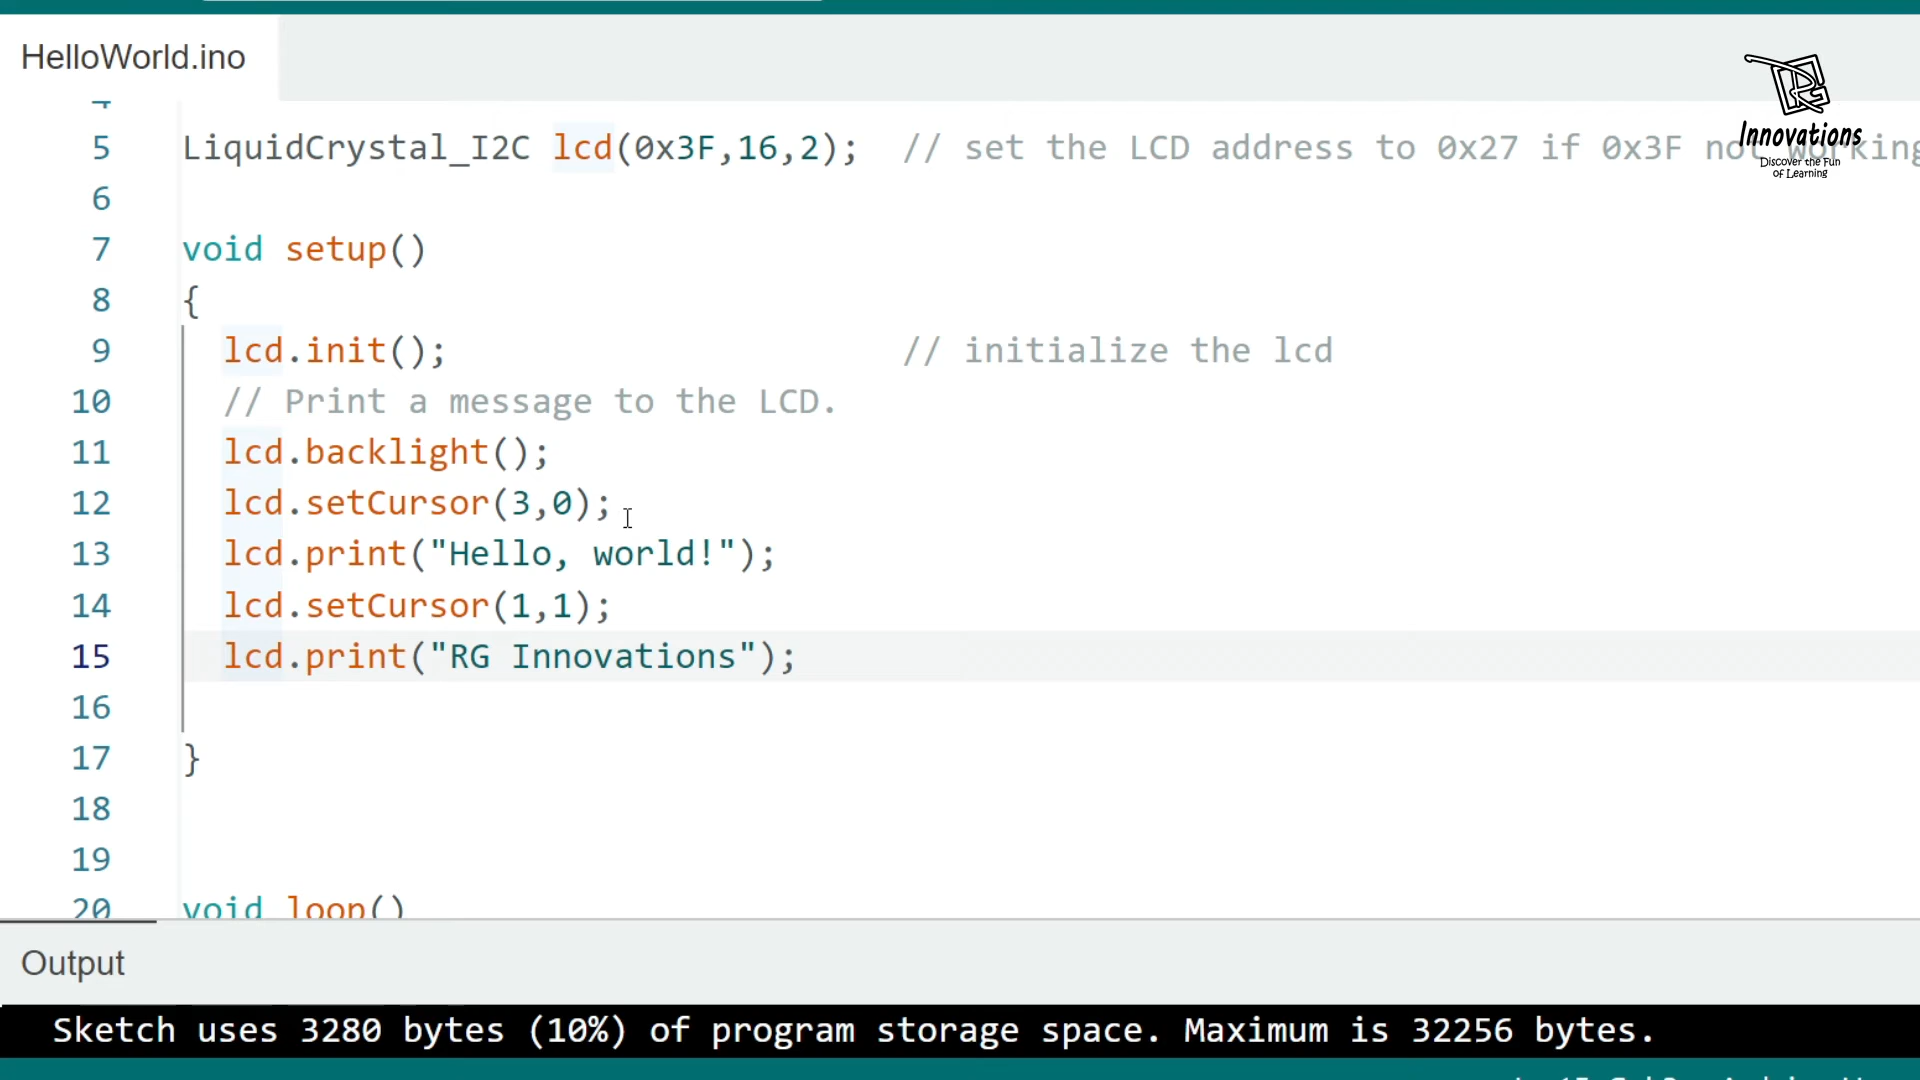 HelloWorld.ino
Innovations
Discover the Fun
of Learning
4
5 LiquidCrystal_I2C lcd(0x3F,16,2); // set the LCD address to 0x27 if 0x3F not working
6
7 void setup()
8 {
9 lcd.init(); // initialize the lcd
10 // Print a message to the LCD.
11 lcd.backlight();
12 lcd.setCursor(3,0);
13 lcd.print("Hello, world!");
14 lcd.setCursor(1,1);
15 lcd.print("RG Innovations");
16
17 }
18
19
20 void loop()
Output
Sketch uses 3280 bytes (10%) of program storage space. Maximum is 32256 bytes.